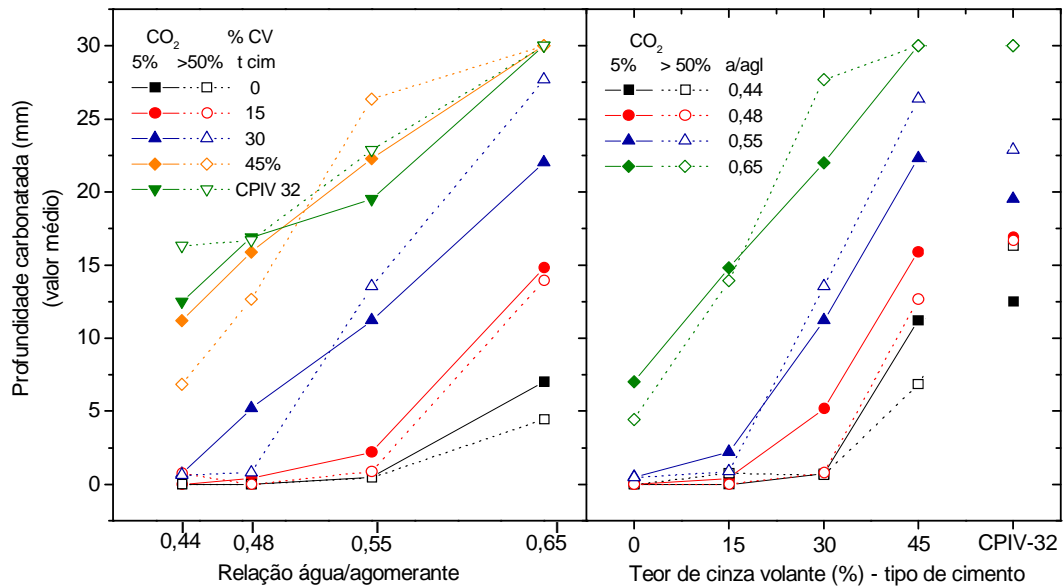 Profundidade carbonatada (mm)
(valor médio)
30
25
20
15
10
5
0
CO2 % CV
5% >50% t cim
0
15
30
45%
CPIV 32
0,44 0,48 0,55 0,65
Relação água/agomerante
CO2
5% > 50% a/agl
0,44
0,48
0,55
0,65
0 15 30 45 CPIV-32
Teor de cinza volante (%) - tipo de cimento